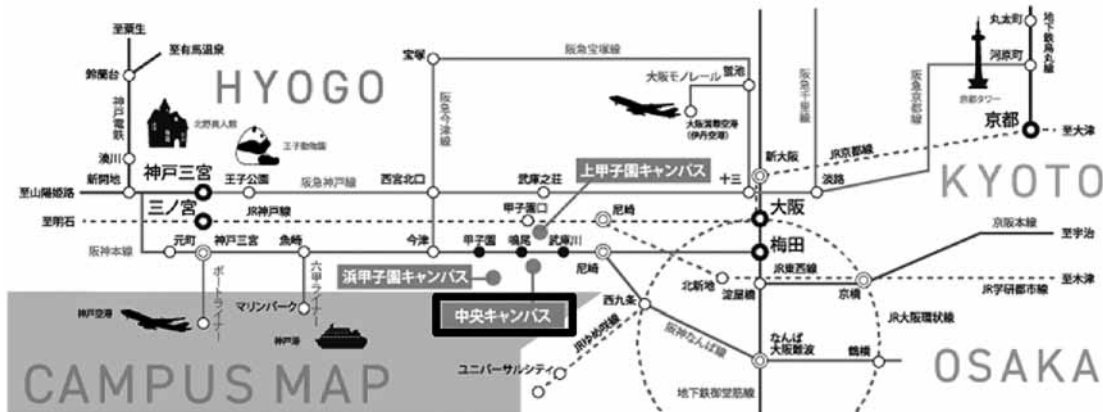 至粟生
至有馬温泉
鈴蘭台
神戸電鉄
湊川
新開地
至山陽姫路
至明石
HYOGO
北野異人館
王子動物園
神戸三宮
三ノ宮
王子公園
阪急神戸線
JR神戸線
宝塚
阪急宝塚線
阪急今津線
西宮北口
武庫之荘
上甲子園キャンパス
甲子園口
尼崎
大阪モノレール
蛍池
大阪国際空港
(伊丹空港)
十三
新大阪
阪急千里線
淡路
阪急京都線
JR京都線
京都タワー
丸太町
地下鉄烏丸線
河原町
京都
至大津
KYOTO
大阪
梅田
阪神本線
元町
神戸三宮
魚崎
今津
甲子園
鳴尾
武庫川
尼崎
浜甲子園キャンパス
中央キャンパス
ポートライナー
六甲ライナー
マリンパーク
神戸空港
神戸港
CAMPUS MAP
西九条
JRゆめ咲線
ユニバーサルシティ
阪神なんば線
北新地
淀屋橋
JR東西線
京橋
京阪本線
至宇治
至木津
JR学研都市線
JR大阪環状線
なんば
大阪難波
鶴橋
地下鉄御堂筋線
OSAKA